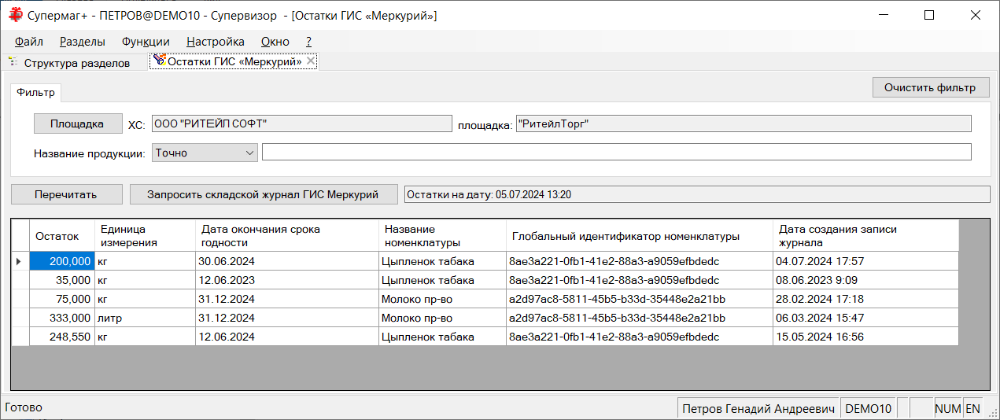 Супермаг+ - ПЕТРОВ@DEMO10 - Супервизор - [Остатки ГИС «Меркурий»]
Файл Разделы Функции Настройка Окно ?
Структура разделов Остатки ГИС «Меркурий»
Очистить фильтр
Фильтр
Площадка ХС: ООО "РИТЕЙЛ СОФТ" площадка: "РитейлТорг"
Название продукции: Точно
Перечитать Запросить складской журнал ГИС Меркурий Остатки на дату: 05.07.2024 13:20
Остаток Единица измерения Дата окончания срока годности Название номенклатуры Глобальный идентификатор номенклатуры Дата создания записи журнала
200,000 кг 30.06.2024 Цыпленок табака 8ae3a221-0fb1-41e2-88a3-a9059efbdedc 04.07.2024 17:57
35,000 кг 12.06.2023 Цыпленок табака 8ae3a221-0fb1-41e2-88a3-a9059efbdedc 08.06.2023 9:09
75,000 кг 31.12.2024 Молоко пр-во a2d97ac8-5811-45b5-b33d-35448e2a21bb 28.02.2024 17:18
333,000 литр 31.12.2024 Молоко пр-во a2d97ac8-5811-45b5-b33d-35448e2a21bb 06.03.2024 15:47
248,550 кг 12.06.2024 Цыпленок табака 8ae3a221-0fb1-41e2-88a3-a9059efbdedc 15.05.2024 16:56
Готово Петров Генадий Андреевич DEMO10 NUM EN